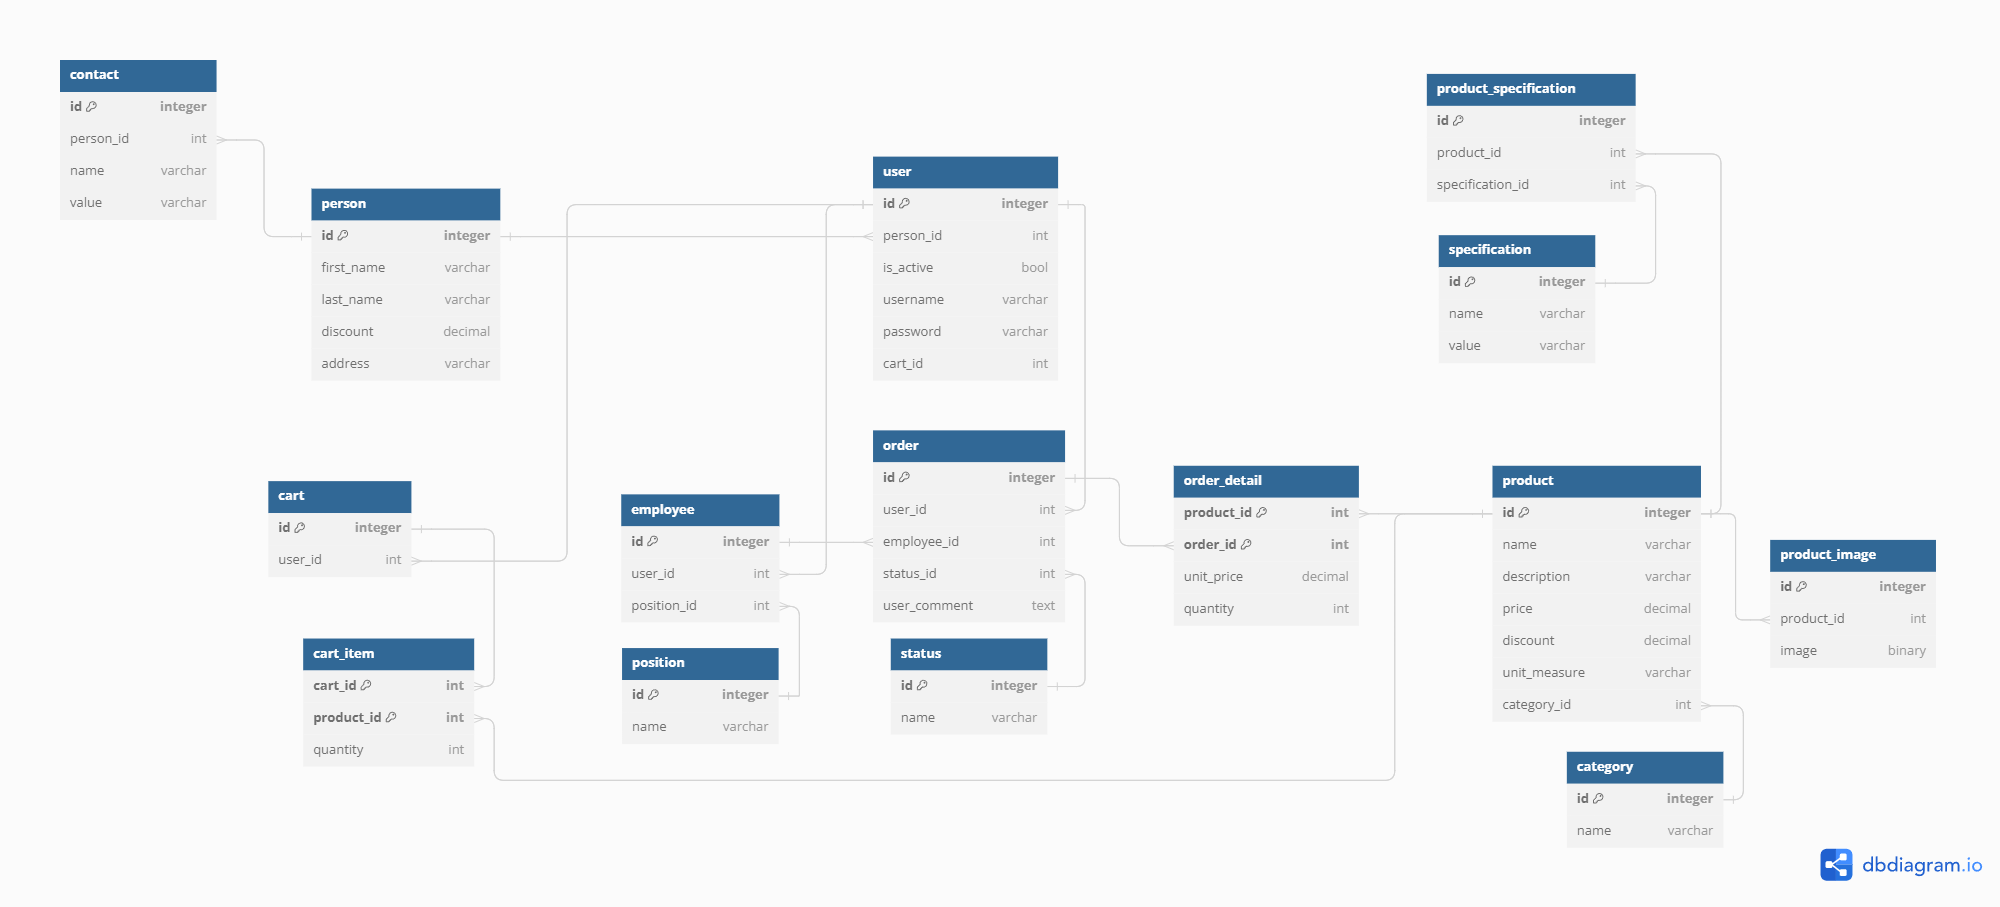 contact
id integer
person_id int
name varchar
value varchar
person
id integer
first_name varchar
last_name varchar
discount decimal
address varchar
user
id integer
person_id int
is_active bool
username varchar
password varchar
cart_id int
product_specification
id integer
product_id int
specification_id int
specification
id integer
name varchar
value varchar
cart
id integer
user_id int
cart_item
cart_id int
product_id int
quantity int
employee
id integer
user_id int
position_id int
position
id integer
name varchar
order
id integer
user_id int
employee_id int
status_id int
user_comment text
status
id integer
name varchar
order_detail
product_id int
order_id int
unit_price decimal
quantity int
product
id integer
name varchar
description varchar
price decimal
discount decimal
unit_measure varchar
category_id int
product_image
id integer
product_id int
image binary
category
id integer
name varchar
dbdiagram.io